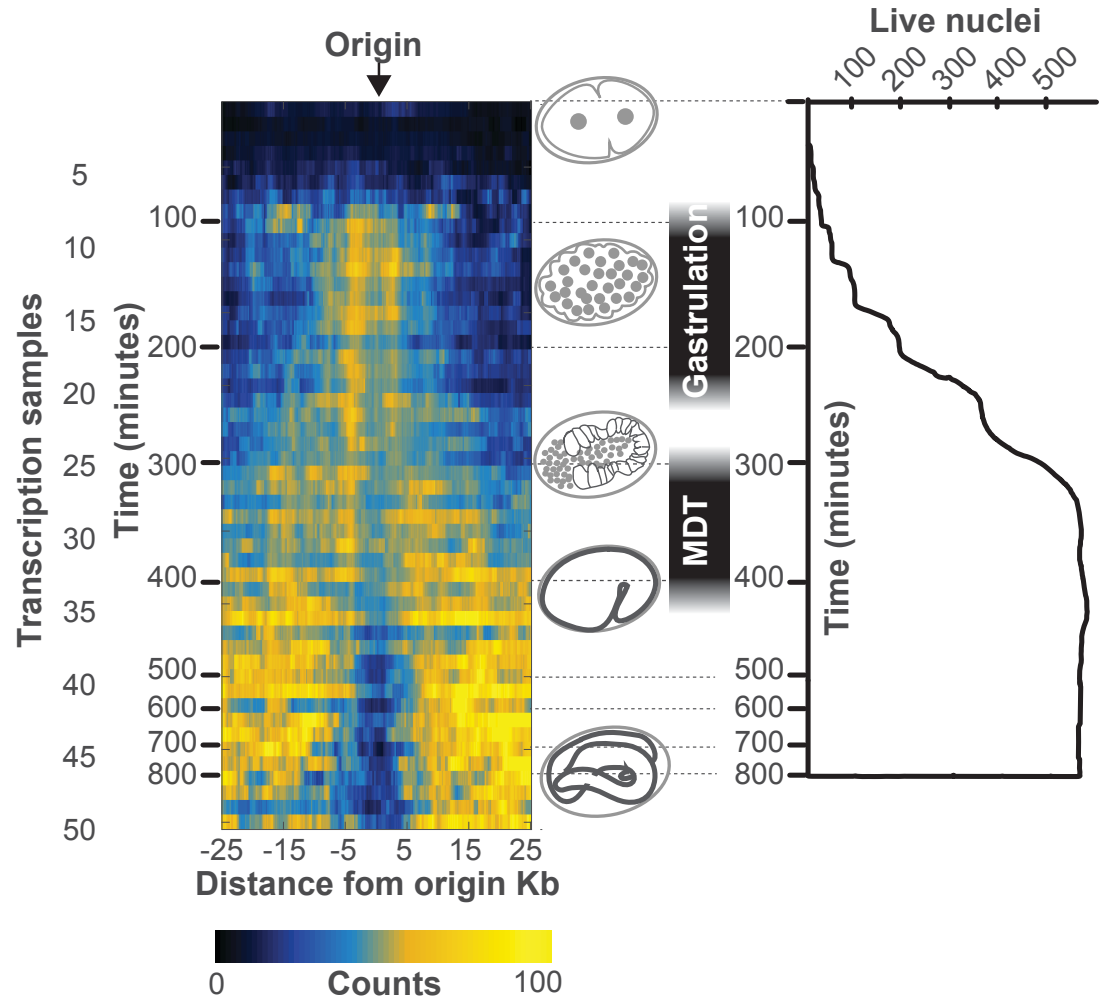 Origin
Live nuclei
100 200 300 400 500
Transcription samples
5
10
15
20
25
30
35
40
45
50
Time (minutes)
100
200
300
400
500
600
700
800
Gastrulation
MDT
Time (minutes)
100
200
300
400
500
600
700
800
-25 -15 -5 5 15 25
Distance fom origin Kb
0 Counts 100